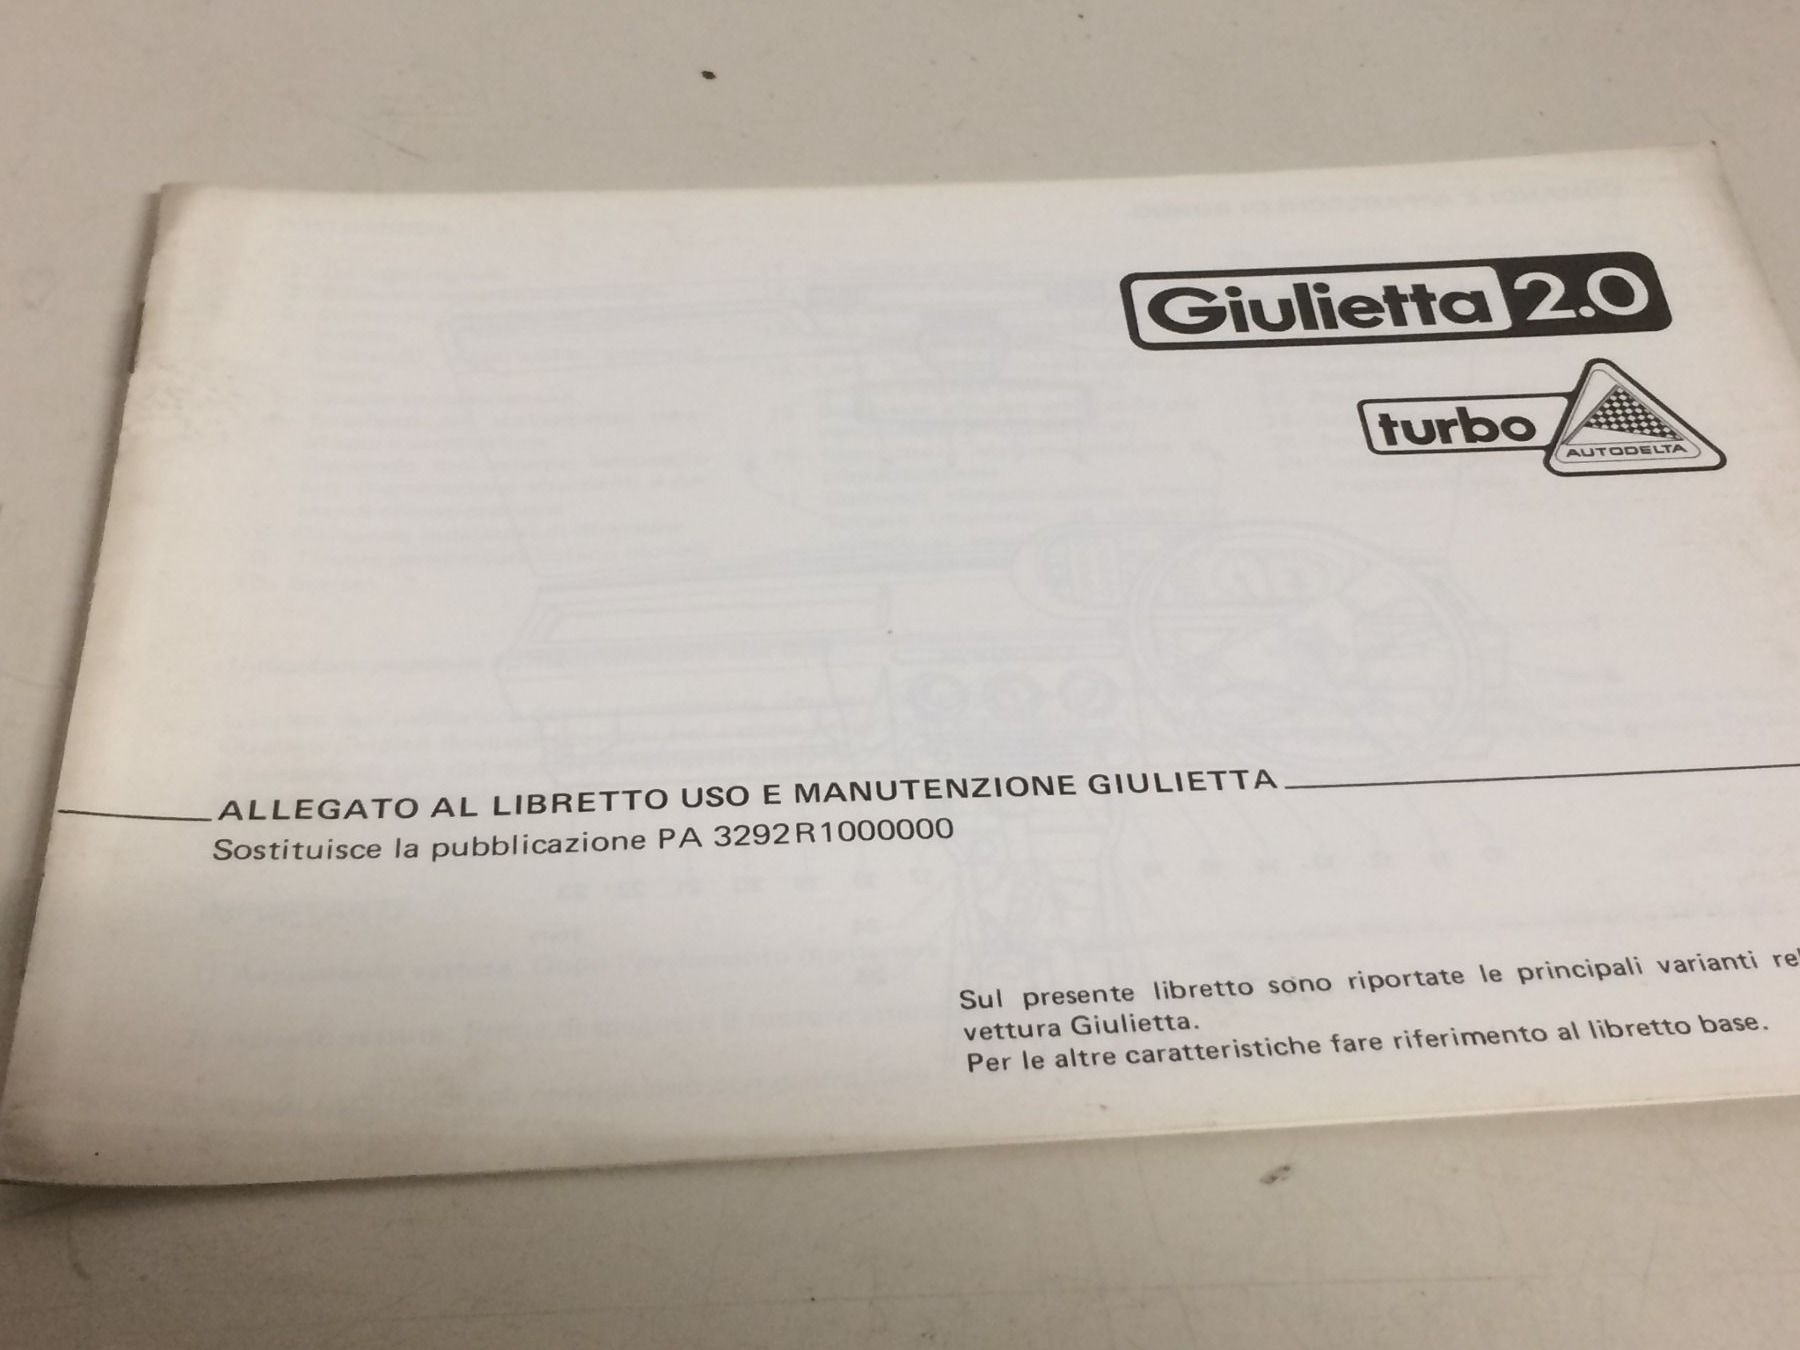 Giulietta 2.0
turbo
AUTODELTA
ALLEGATO AL LIBRETTO USO E MANUTENZIONE GIULIETTA
Sostituisce la pubblicazione PA 3292R1000000
Sul presente libretto sono riportate le principali varianti
vettura Giulietta.
Per le altre caratteristiche fare riferimento al libretto base.